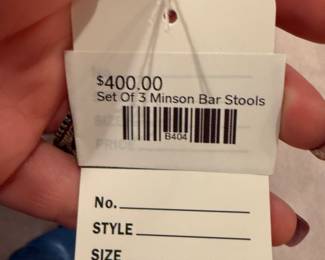 $400.00
Set Of 3 Minson Bar Stools
B404
No.
STYLE
SIZE